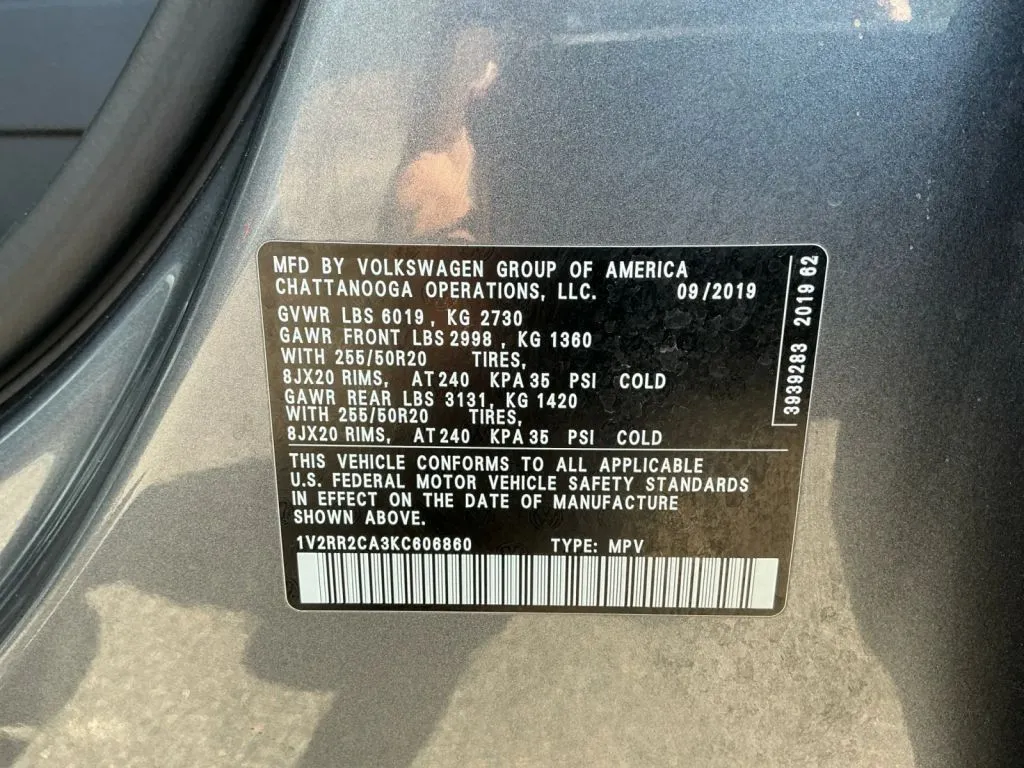 MFD BY VOLKSWAGEN GROUP OF AMERICA
CHATTANOOGA OPERATIONS, LLC. 09/2019
GVWR LBS 6019, KG 2730
GAWR FRONT LBS 2998, KG 1360
WITH 255/50R20 TIRES,
8JX20 RIMS, AT 240 KPA 35 PSI COLD
GAWR REAR LBS 3131, KG 1420
WITH 255/50R20 TIRES,
8JX20 RIMS, AT 240 KPA 35 PSI COLD
THIS VEHICLE CONFORMS TO ALL APPLICABLE
U.S. FEDERAL MOTOR VEHICLE SAFETY STANDARDS
IN EFFECT ON THE DATE OF MANUFACTURE
SHOWN ABOVE.
1V2RR2CA3KC606860 TYPE: MPV
3939283 2019 62